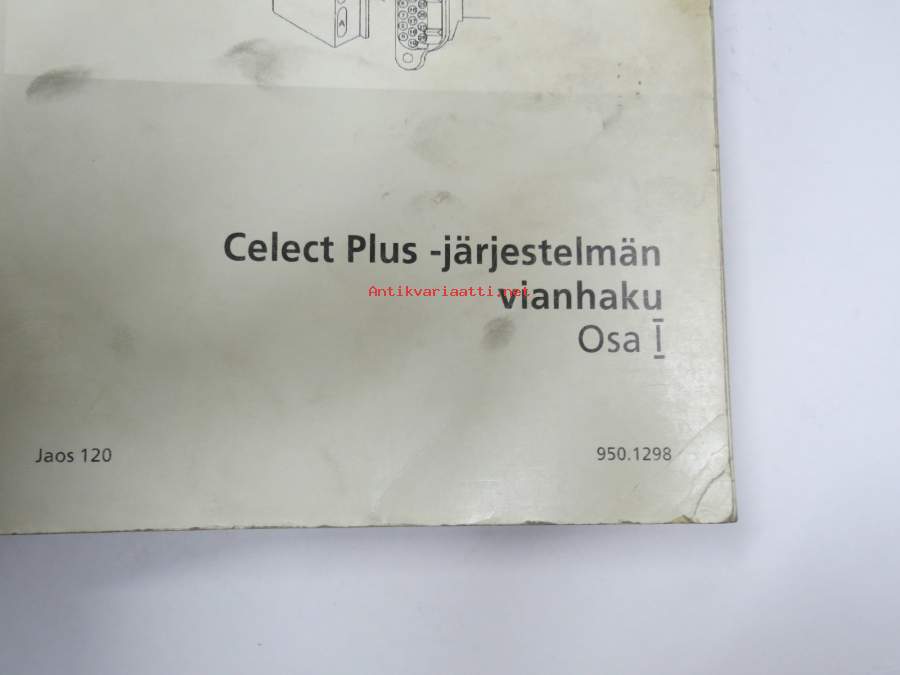 A
Celect Plus -järjestelmän
Antikvariaatti.net
vianhaku
Osa I
Jaos 120
950.1298